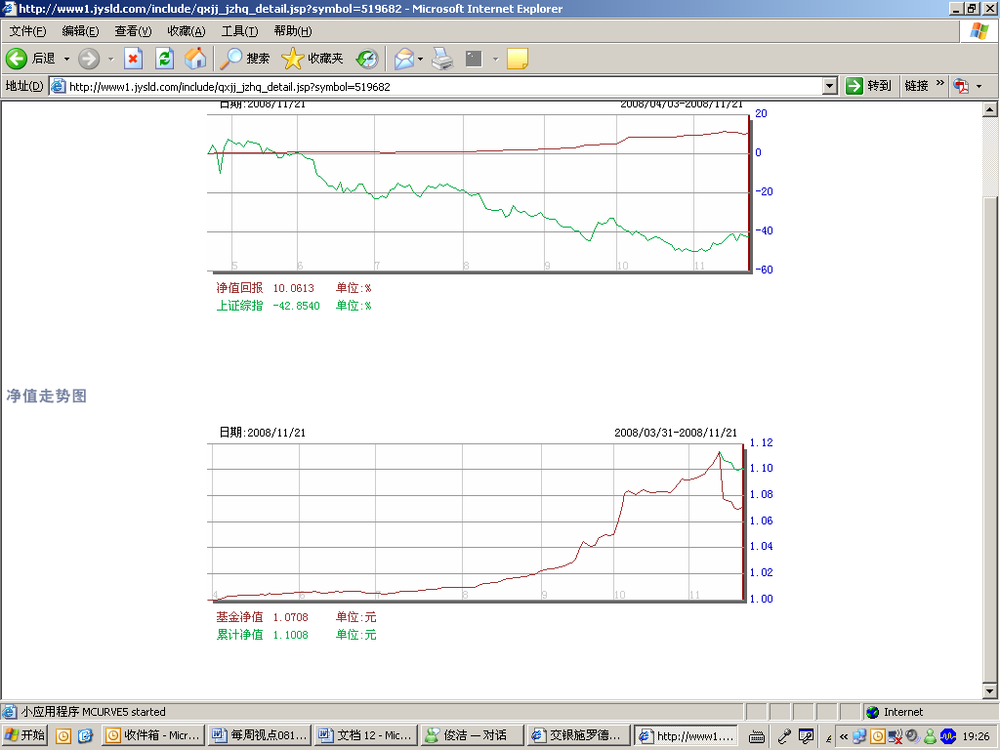 http://www1.jysld.com/include/qxjj_jzhq_detail.jsp?symbol=519682 - Microsoft Internet Explorer
文件(F) 编辑(E) 查看(V) 收藏(A) 工具(T) 帮助(H)
后退 搜索 收藏夹
地址(D) http://www1.jysld.com/include/qxjj_jzhq_detail.jsp?symbol=519682 转到 链接 »
日期:2008/11/21 2008/04/03-2008/11/21
20
0
-20
-40
-60
5 6 7 8 9 10 11
净值回报 10.0613 单位:%
上证综指 -42.8540 单位:%
净值走势图
日期:2008/11/21 2008/03/31-2008/11/21
1.12
1.10
1.08
1.06
1.04
1.02
1.00
4 5 6 7 8 9 10 11
基金净值 1.0708 单位:元
累计净值 1.1008 单位:元
小应用程序 MCURVE5 started Internet
开始 收件箱 - Micr... 每周视点081... 文档 12 - Mic... 俊洁 — 对话 交银施罗德... http://www1.... « 19:26